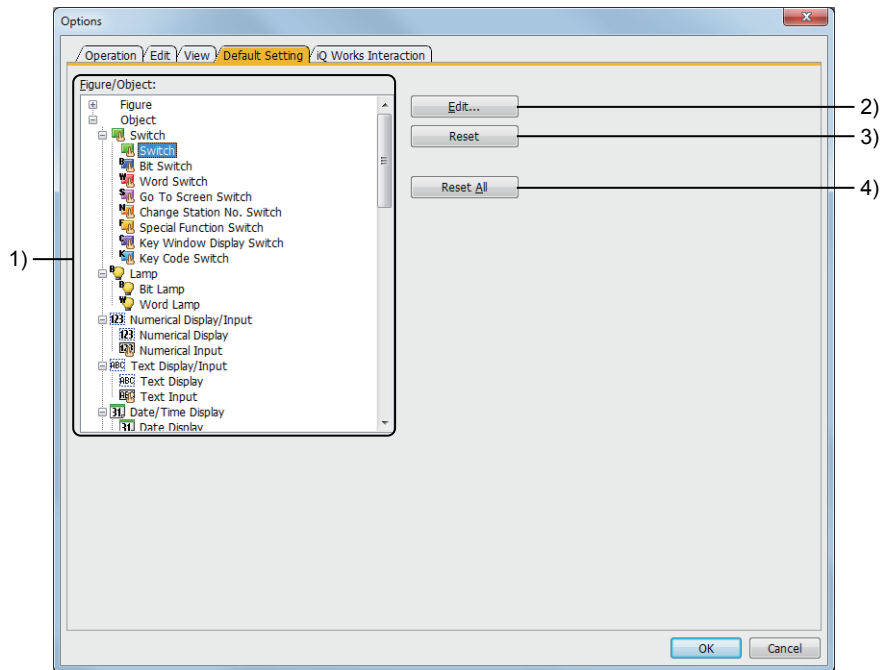 Options
Operation Edit View Default Setting iQ Works Interaction
Figure/Object:
Figure
Object
Switch
Switch
Bit Switch
Word Switch
Go To Screen Switch
Change Station No. Switch
Special Function Switch
Key Window Display Switch
Key Code Switch
Lamp
Bit Lamp
Word Lamp
Numerical Display/Input
Numerical Display
Numerical Input
Text Display/Input
Text Display
Text Input
Date/Time Display
Date Display
1)
Edit...
2)
Reset
3)
Reset All
4)
OK
Cancel